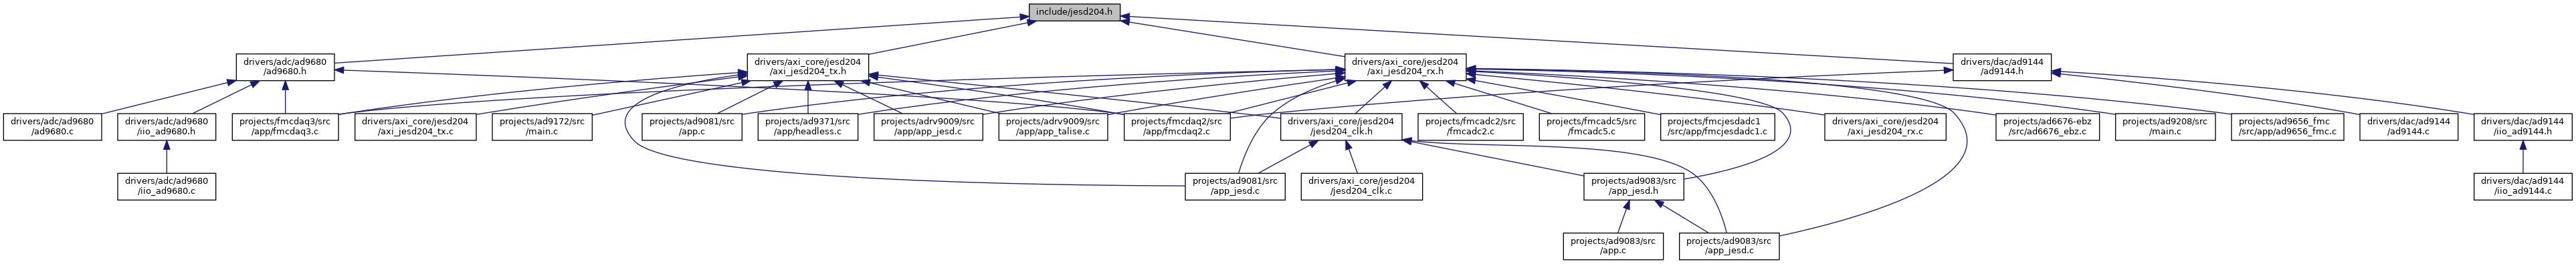 include/jesd204.h
drivers/adc/ad9680
/ad9680.h
drivers/axi_core/jesd204
/axi_jesd204_tx.h
drivers/axi_core/jesd204
/axi_jesd204_rx.h
drivers/dac/ad9144
/ad9144.h
drivers/adc/ad9680
/ad9680.c
drivers/adc/ad9680
/iio_ad9680.h
projects/fmcdaq3/src
/app/fmcdaq3.c
drivers/axi_core/jesd204
/axi_jesd204_tx.c
projects/ad9172/src
/main.c
projects/ad9081/src
/app.c
projects/ad9371/src
/app/headless.c
projects/adrv9009/src
/app/app_jesd.c
projects/adrv9009/src
/app/app_talise.c
projects/fmcdaq2/src
/app/fmcdaq2.c
drivers/axi_core/jesd204
/jesd204_clk.h
projects/fmcadc2/src
/fmcadc2.c
projects/fmcadc5/src
/fmcadc5.c
projects/fmcjesdadc1
/src/app/fmcjesdadc1.c
drivers/axi_core/jesd204
/axi_jesd204_rx.c
projects/ad6676-ebz
/src/ad6676_ebz.c
projects/ad9208/src
/main.c
projects/ad9656_fmc
/src/app/ad9656_fmc.c
drivers/dac/ad9144
/ad9144.c
drivers/dac/ad9144
/iio_ad9144.h
drivers/adc/ad9680
/iio_ad9680.c
projects/ad9081/src
/app_jesd.c
drivers/axi_core/jesd204
/jesd204_clk.c
projects/ad9083/src
/app_jesd.h
drivers/dac/ad9144
/iio_ad9144.c
projects/ad9083/src
/app.c
projects/ad9083/src
/app_jesd.c